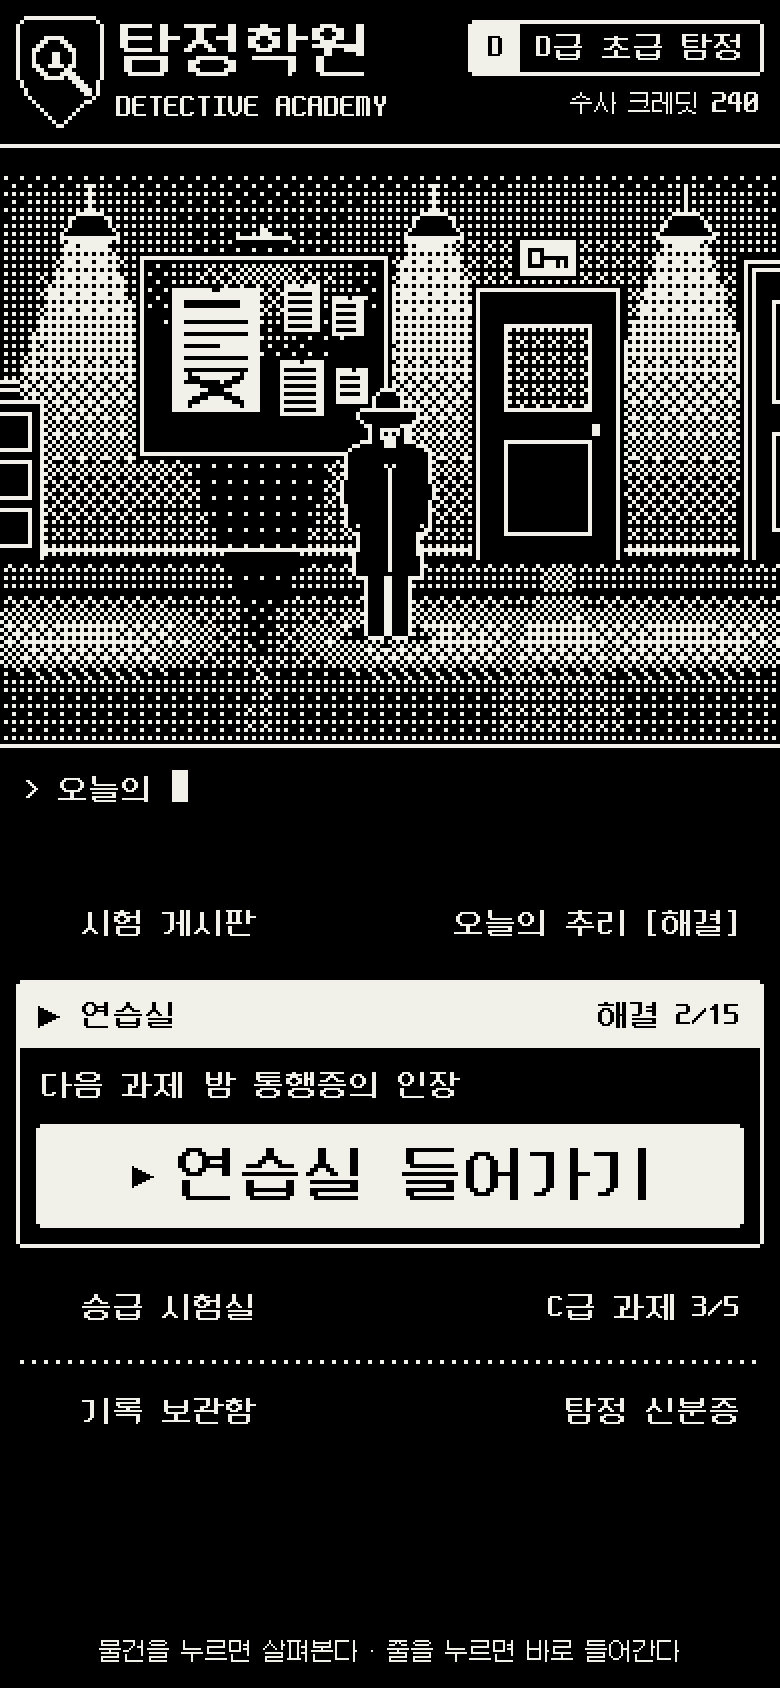 탐정학원
DETECTIVE ACADEMY
D D급 초급 탐정
수사 크레딧 240
> 오늘의
시험 게시판 오늘의 추리 [해결]
▶ 연습실 해결 2/15
다음 과제 밤 통행증의 인장
▶ 연습실 들어가기
승급 시험실 C급 과제 3/5
기록 보관함 탐정 신분증
물건을 누르면 살펴본다 · 줄을 누르면 바로 들어간다